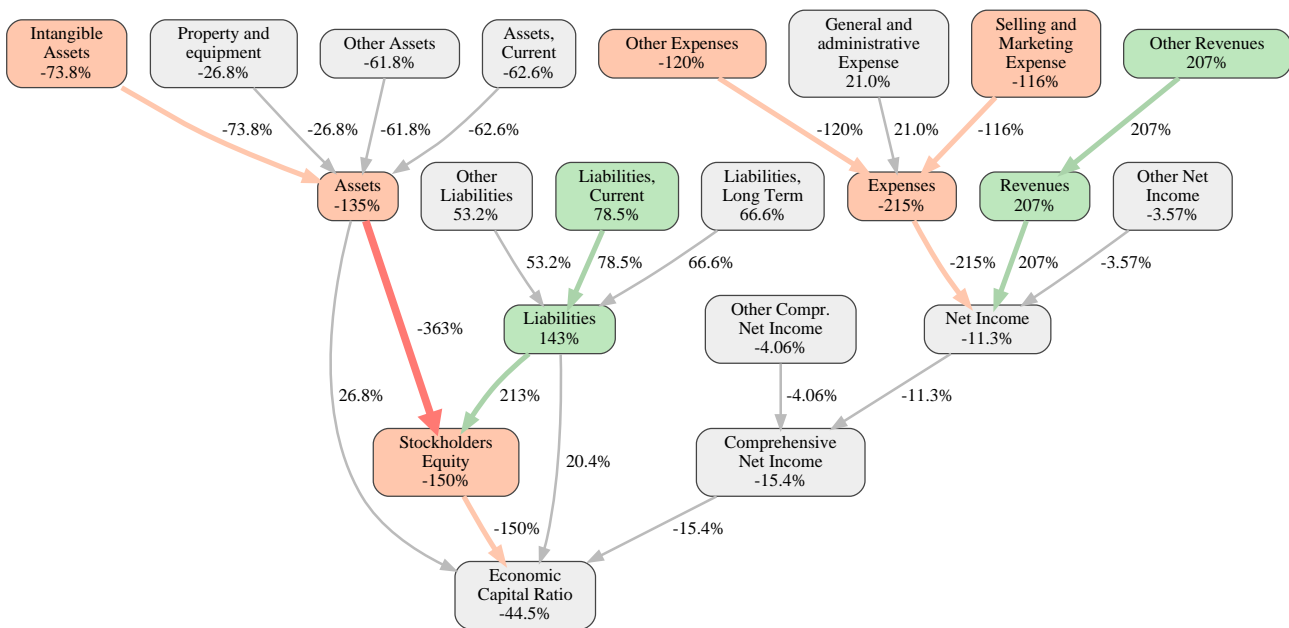 Intangible
Assets
-73.8%
Property and
equipment
-26.8%
Other Assets
-61.8%
Assets,
Current
-62.6%
Other Expenses
-120%
General and
administrative
Expense
21.0%
Selling and
Marketing
Expense
-116%
Other Revenues
207%
-73.8%
-26.8%
-61.8%
-62.6%
-120%
21.0%
-116%
207%
Assets
-135%
Other
Liabilities
53.2%
Liabilities,
Current
78.5%
Liabilities,
Long Term
66.6%
Expenses
-215%
Revenues
207%
Other Net
Income
-3.57%
53.2%
78.5%
66.6%
-215%
207%
-3.57%
-363%
Liabilities
143%
Other Compr.
Net Income
-4.06%
Net Income
-11.3%
26.8%
213%
-4.06%
-11.3%
Stockholders
Equity
-150%
20.4%
Comprehensive
Net Income
-15.4%
-150%
-15.4%
Economic
Capital Ratio
-44.5%